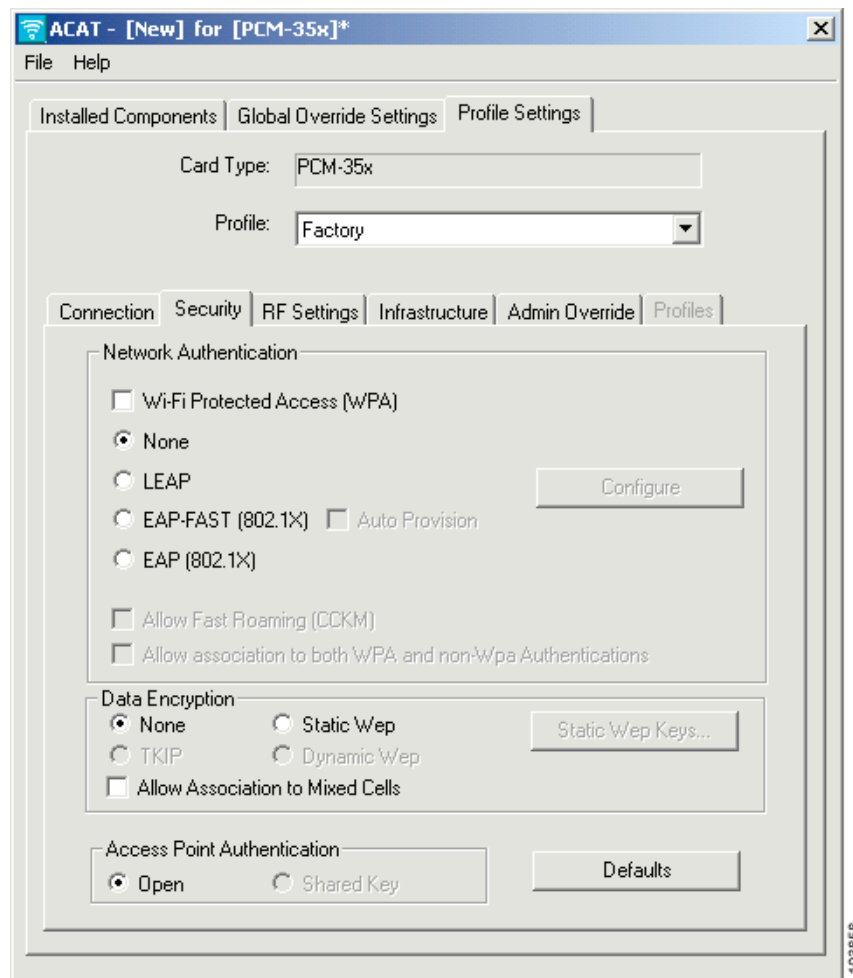 ACAT - [New] for [PCM-35x]*
File Help
Installed Components Global Override Settings Profile Settings
Card Type: PCM-35x
Profile: Factory
Connection Security RF Settings Infrastructure Admin Override Profiles
Network Authentication
Wi-Fi Protected Access (WPA)
None
LEAP
Configure
EAP-FAST (802.1X) Auto Provision
EAP (802.1X)
Allow Fast Roaming (CCKM)
Allow association to both WPA and non-Wpa Authentications
Data Encryption
None Static Wep Static Wep Keys...
TKIP Dynamic Wep
Allow Association to Mixed Cells
Access Point Authentication
Open Shared Key Defaults